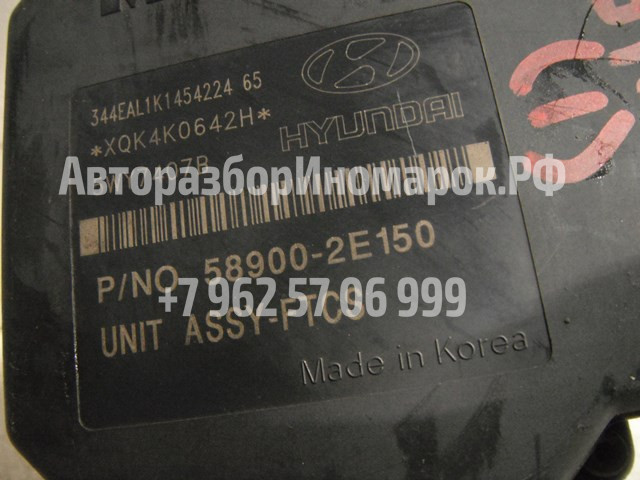 344EAL1K1454224 65
*XQK4K0642H*
HYUNDAI
АвторазборИномарок.РФ
P/NO 58900-2E150
+7 962 57 06 999
UNIT ASSY-FTCS
Made in Korea